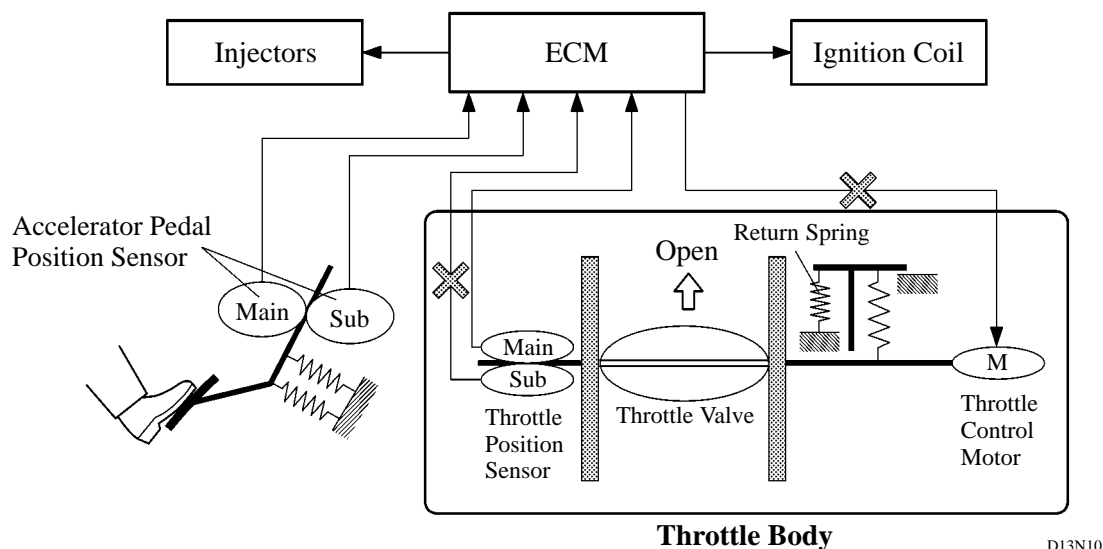 Injectors
ECM
Ignition Coil
Accelerator Pedal
Position Sensor
Main
Sub
Open
Return Spring
Main
Sub
M
Throttle
Position
Sensor
Throttle Valve
Throttle
Control
Motor
Throttle Body
D13N10